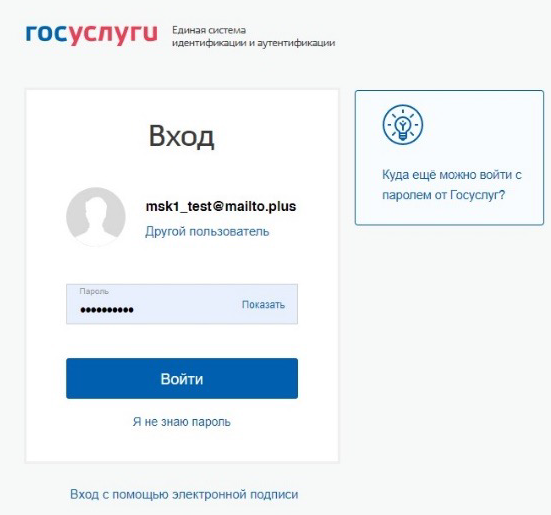 госуслуги
Единая система
идентификации и аутентификации
Вход
msk1_test@mailto.plus
Другой пользователь
Пароль
••••••••••
Показать
Войти
Я не знаю пароль
Вход с помощью электронной подписи
Куда ещё можно войти с
паролем от Госуслуг?